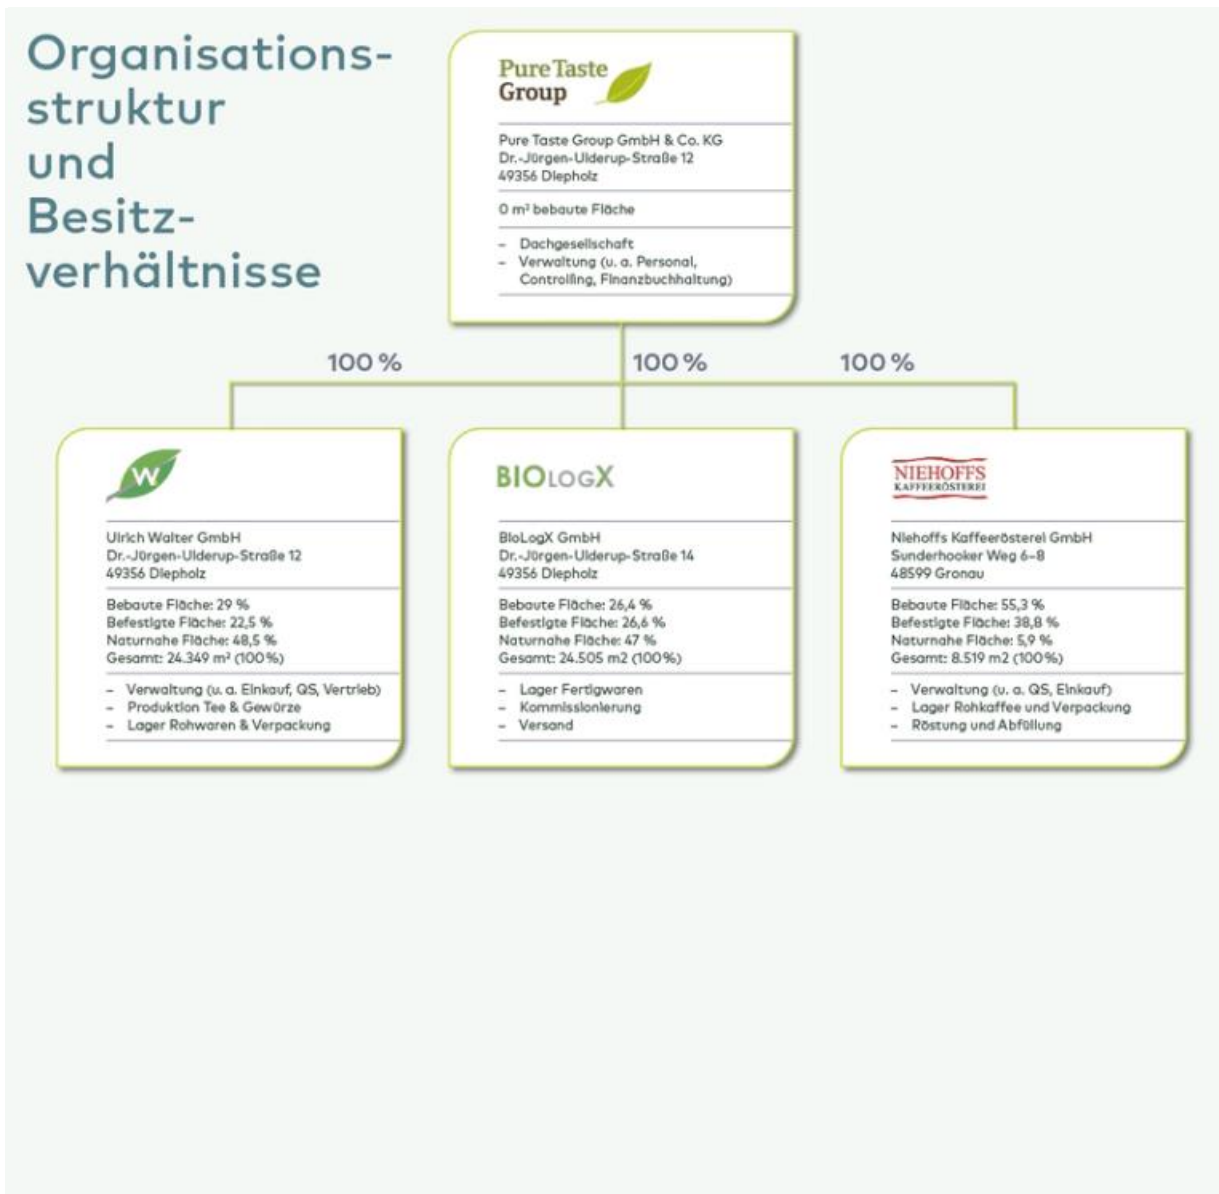 Organisations-
struktur
und
Besitz-
verhältnisse
Pure Taste
Group
Pure Taste Group GmbH & Co. KG
Dr.-Jürgen-Ulderup-Straße 12
49356 Diepholz
0 m² bebaute Fläche
– Dachgesellschaft
– Verwaltung (u. a. Personal,
Controlling, Finanzbuchhaltung)
100 %
100 %
100 %
W
Ulrich Walter GmbH
Dr.-Jürgen-Ulderup-Straße 12
49356 Diepholz
Bebaute Fläche: 29 %
Befestigte Fläche: 22,5 %
Naturnahe Fläche: 48,5 %
Gesamt: 24.349 m² (100 %)
– Verwaltung (u. a. Einkauf, QS, Vertrieb)
– Produktion Tee & Gewürze
– Lager Rohwaren & Verpackung
BIOLOGX
BioLogX GmbH
Dr.-Jürgen-Ulderup-Straße 14
49356 Diepholz
Bebaute Fläche: 26,4 %
Befestigte Fläche: 26,6 %
Naturnahe Fläche: 47 %
Gesamt: 24.505 m2 (100 %)
– Lager Fertigwaren
– Kommissionierung
– Versand
NIEHOFFS
KAFFEERÖSTEREI
Niehoffs Kaffeerösterei GmbH
Sunderhooker Weg 6–8
48599 Gronau
Bebaute Fläche: 55,3 %
Befestigte Fläche: 38,8 %
Naturnahe Fläche: 5,9 %
Gesamt: 8.519 m2 (100 %)
– Verwaltung (u. a. QS, Einkauf)
– Lager Rohkaffee und Verpackung
– Röstung und Abfüllung